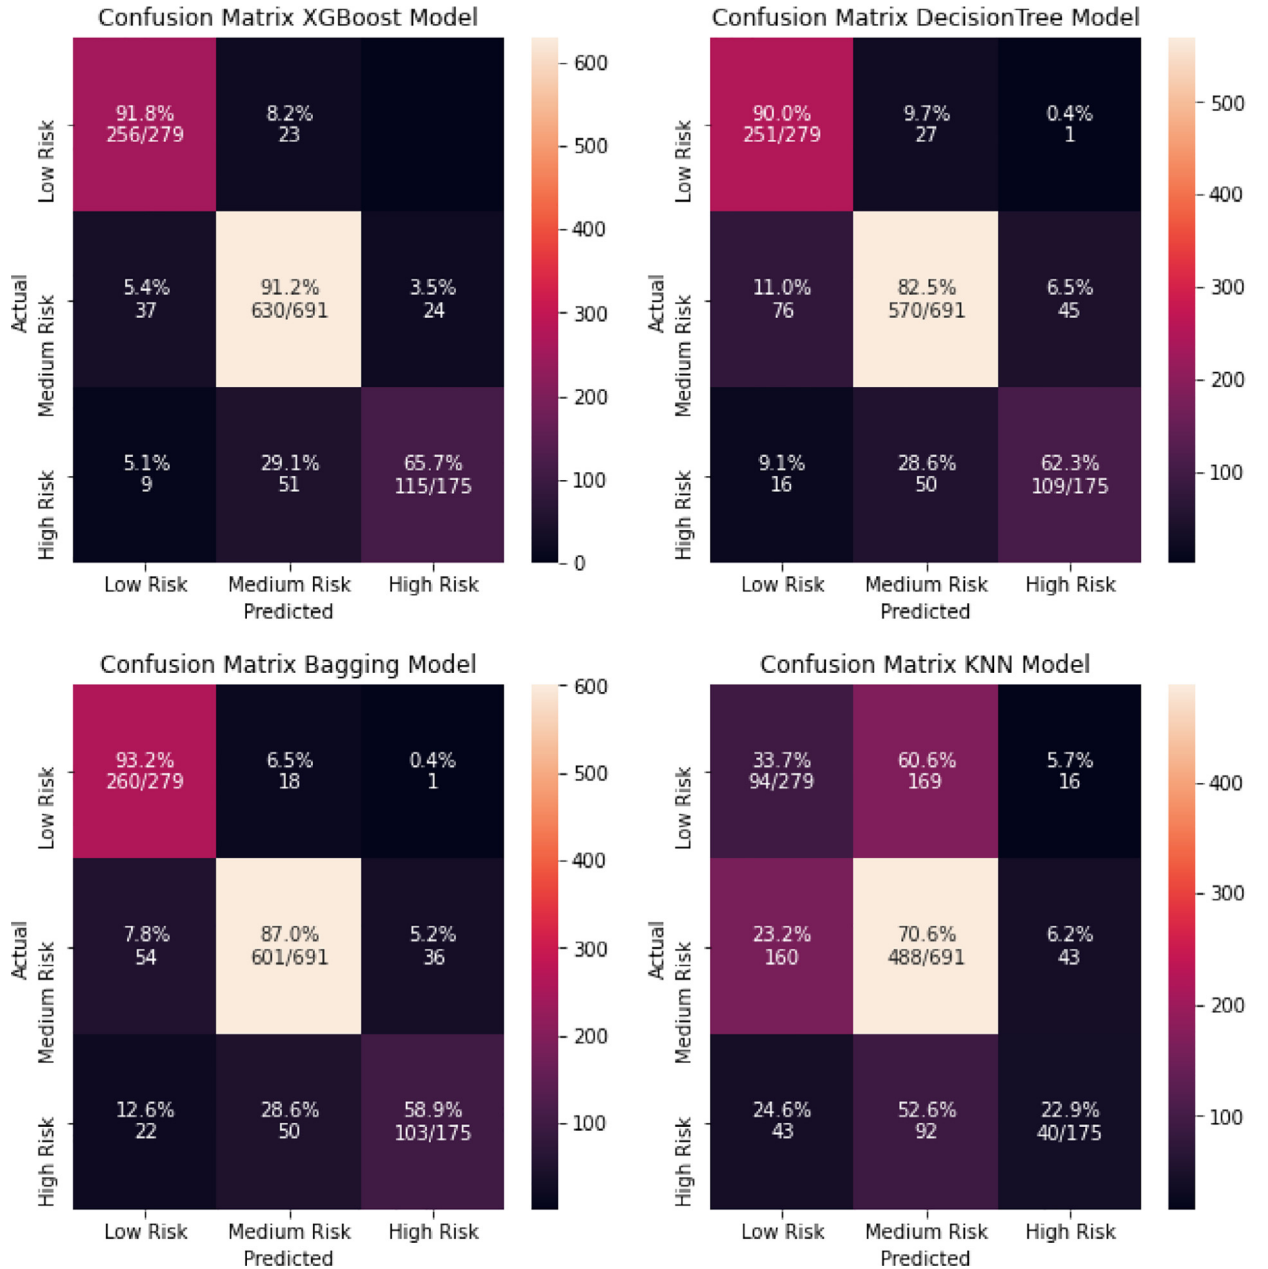 Confusion Matrix XGBoost Model
Low Risk
Medium Risk
High Risk
Actual
91.8%
256/279
8.2%
23
5.4%
37
91.2%
630/691
3.5%
24
5.1%
9
29.1%
51
65.7%
115/175
Low Risk
Medium Risk
High Risk
Predicted
600
500
400
300
200
100
0
Confusion Matrix DecisionTree Model
Low Risk
Medium Risk
High Risk
Actual
90.0%
251/279
9.7%
27
0.4%
1
11.0%
76
82.5%
570/691
6.5%
45
9.1%
16
28.6%
50
62.3%
109/175
Low Risk
Medium Risk
High Risk
Predicted
500
400
300
200
100
Confusion Matrix Bagging Model
Low Risk
Medium Risk
High Risk
Actual
93.2%
260/279
6.5%
18
0.4%
1
7.8%
54
87.0%
601/691
5.2%
36
12.6%
22
28.6%
50
58.9%
103/175
Low Risk
Medium Risk
High Risk
Predicted
600
500
400
300
200
100
Confusion Matrix KNN Model
Low Risk
Medium Risk
High Risk
Actual
33.7%
94/279
60.6%
169
5.7%
16
23.2%
160
70.6%
488/691
6.2%
43
24.6%
43
52.6%
92
22.9%
40/175
Low Risk
Medium Risk
High Risk
Predicted
400
300
200
100